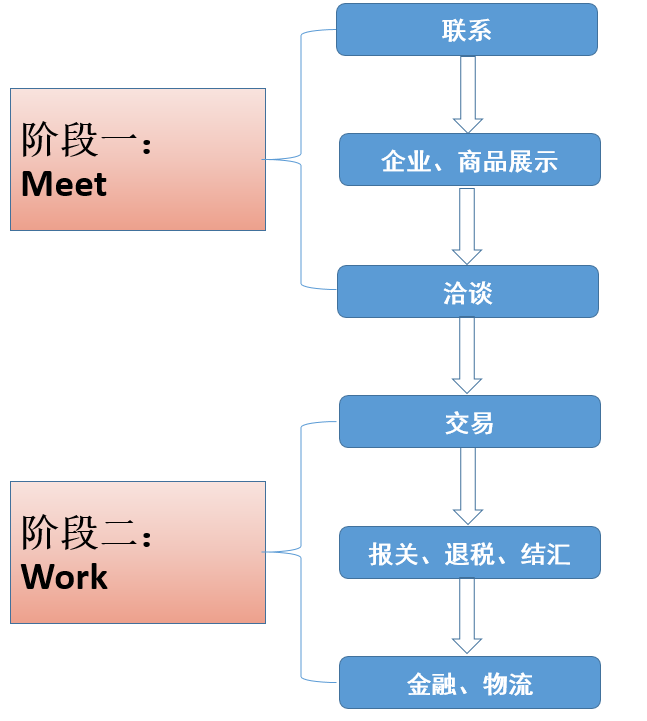 联系
阶段一：
Meet
企业、商品展示
洽谈
交易
阶段二：
Work
报关、退税、结汇
金融、物流